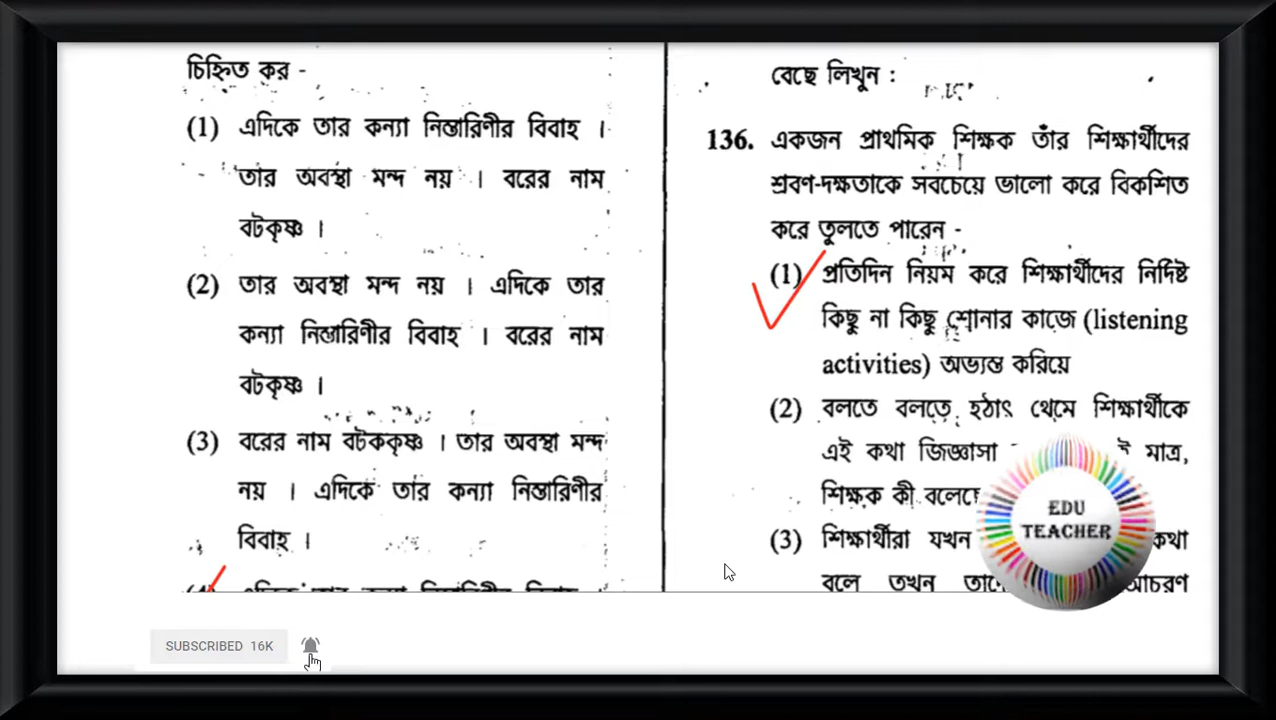 চিহ্নিত কর -
(1) এদিকে তার কন্যা নিস্তারিণীর বিবাহ ।
তার অবস্থা মন্দ নয় । বরের নাম
বটকৃষ্ণ ।
(2) তার অবস্থা মন্দ নয় । এদিকে তার
কন্যা নিস্তারিণীর বিবাহ । বরের নাম
বটকৃষ্ণ ।
(3) বরের নাম বটককৃষ্ণ । তার অবস্থা মন্দ
নয় । এদিকে তার কন্যা নিস্তারিণীর
বিবাহ ।
এদিকে তার কন্যা নিস্তারিণীর বিবাহ ।
বেছে লিখুন :
136. একজন প্রাথমিক শিক্ষক তাঁর শিক্ষার্থীদের
শ্রবণ-দক্ষতাকে সবচেয়ে ভালো করে বিকশিত
করে তুলতে পারেন -
(1) প্রতিদিন নিয়ম করে শিক্ষার্থীদের নির্দিষ্ট
কিছু না কিছু শোনার কাজে (listening
activities) অভ্যস্ত করিয়ে
(2) বলতে বলতে হঠাৎ থেমে শিক্ষার্থীকে
এই কথা জিজ্ঞাসা মাত্র,
শিক্ষক কী
(3) শিক্ষার্থীরা যখন কথা
বলে তখন আচরণ
EDU
TEACHER
SUBSCRIBED 16K